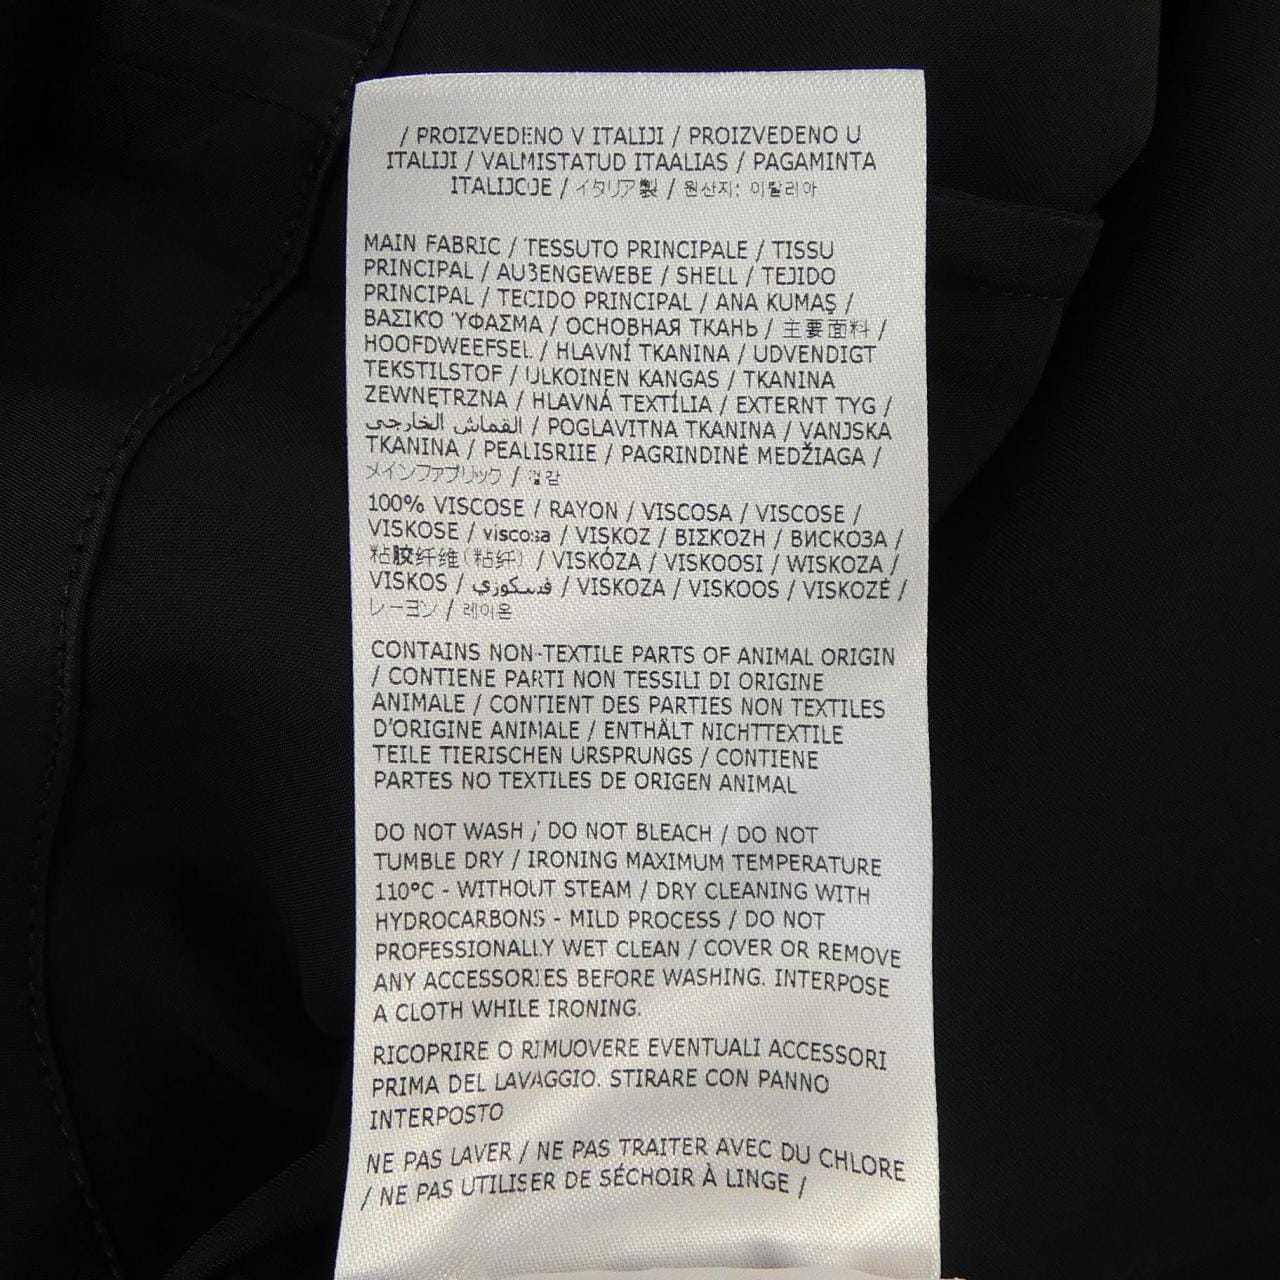 / PROIZVEDENO V ITALIJI / PROIZVEDENO U
ITALIJI / VALMISTATUD ITAALIAS / PAGAMINTA
ITALIJOJE / イタリア製 / 원산지: 이탈리아
MAIN FABRIC / TESSUTO PRINCIPALE / TISSU
PRINCIPAL / AUßENGEWEBE / SHELL / TEJIDO
PRINCIPAL / TECIDO PRINCIPAL / ANA KUMAŞ /
ΒΑΣΙΚΌ ΎΦΑΣΜΑ / ОСНОВНАЯ ТКАНЬ / 主要面料 /
HOOFDWEEFSEL / HLAVNÍ TKANINA / UDVENDIGT
TEKSTILSTOF / ULKOINEN KANGAS / TKANINA
ZEWNĘTRZNA / HLAVNÁ TEXTÍLIA / EXTERNT TYG /
القماش الخارجي / POGLAVITNA TKANINA / VANJSKA
TKANINA / PEALISRIIE / PAGRINDINĖ MEDŽIAGA /
メインファブリック / 겉감
100% VISCOSE / RAYON / VISCOSA / VISCOSE /
VISKOSE / viscosa / VISKOZ / ΒΙΣΚΌΖΗ / ВИСКОЗА /
粘胶纤维(粘纤) / VISKÓZA / VISKOOSI / WISKOZA /
VISKOS / فسكوزي / VISKOZA / VISKOOS / VISKOZĖ /
レーヨン / 레이온
CONTAINS NON-TEXTILE PARTS OF ANIMAL ORIGIN
/ CONTIENE PARTI NON TESSILI DI ORIGINE
ANIMALE / CONTIENT DES PARTIES NON TEXTILES
D'ORIGINE ANIMALE / ENTHÄLT NICHTTEXTILE
TEILE TIERISCHEN URSPRUNGS / CONTIENE
PARTES NO TEXTILES DE ORIGEN ANIMAL
DO NOT WASH / DO NOT BLEACH / DO NOT
TUMBLE DRY / IRONING MAXIMUM TEMPERATURE
110°C - WITHOUT STEAM / DRY CLEANING WITH
HYDROCARBONS - MILD PROCESS / DO NOT
PROFESSIONALLY WET CLEAN / COVER OR REMOVE
ANY ACCESSORIES BEFORE WASHING. INTERPOSE
A CLOTH WHILE IRONING.
RICOPRIRE O RIMUOVERE EVENTUALI ACCESSORI
PRIMA DEL LAVAGGIO. STIRARE CON PANNO
INTERPOSTO
NE PAS LAVER / NE PAS TRAITER AVEC DU CHLORE
/ NE PAS UTILISER DE SÉCHOIR À LINGE /